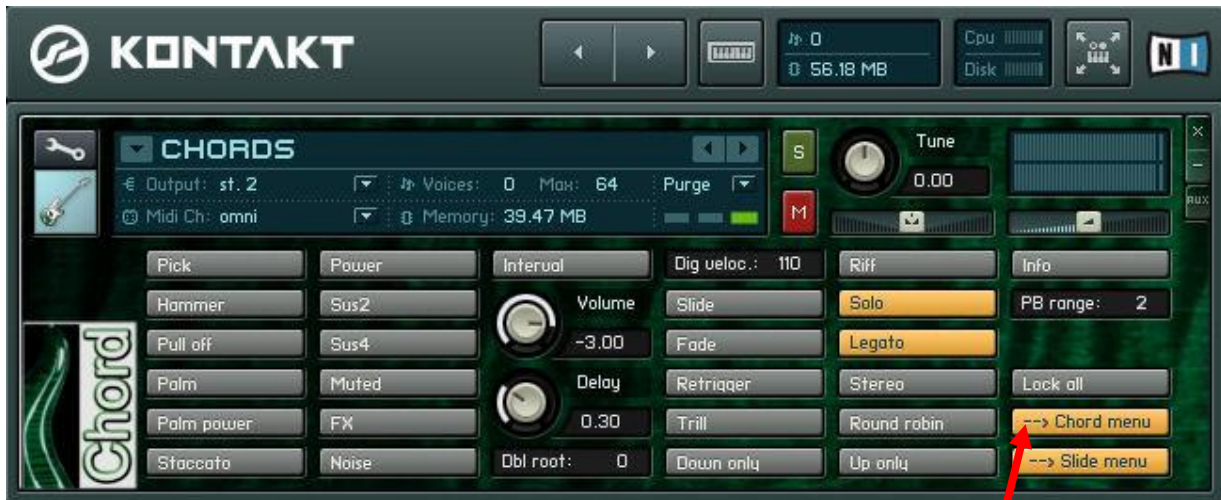 KONTAKT
0
56.18 MB
Cpu
Disk
NI
CHORDS
Output: st. 2
Voices: 0 Max: 64
Purge
Midi Ch: omni
Memory: 39.47 MB
S
M
Tune
0.00
×
-
AUX
Pick Power Interval Dig veloc.: 110 Riff Info
Hammer Sus2 Volume Slide Solo PB range: 2
Pull off Sus4 -3.00 Fade Legato
Palm Muted Delay Retrigger Stereo Lock all
Palm power FX 0.30 Trill Round robin --> Chord menu
Staccato Noise Dbl root: 0 Down only Up only --> Slide menu
Chord